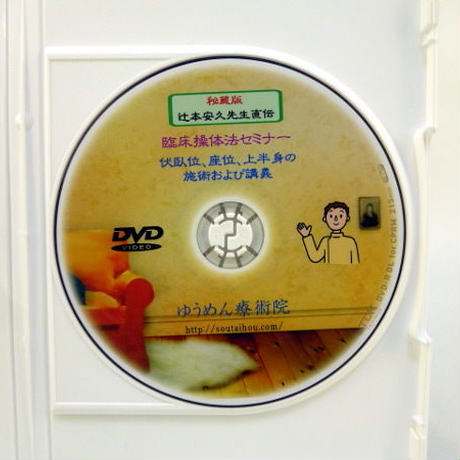 秘蔵版
辻本安久先生直伝
臨床操体法セミナー
伏臥位、座位、上半身の
施術および講義
DVD
VIDEO
ゆうめん療術院
http://soutaihou.com/